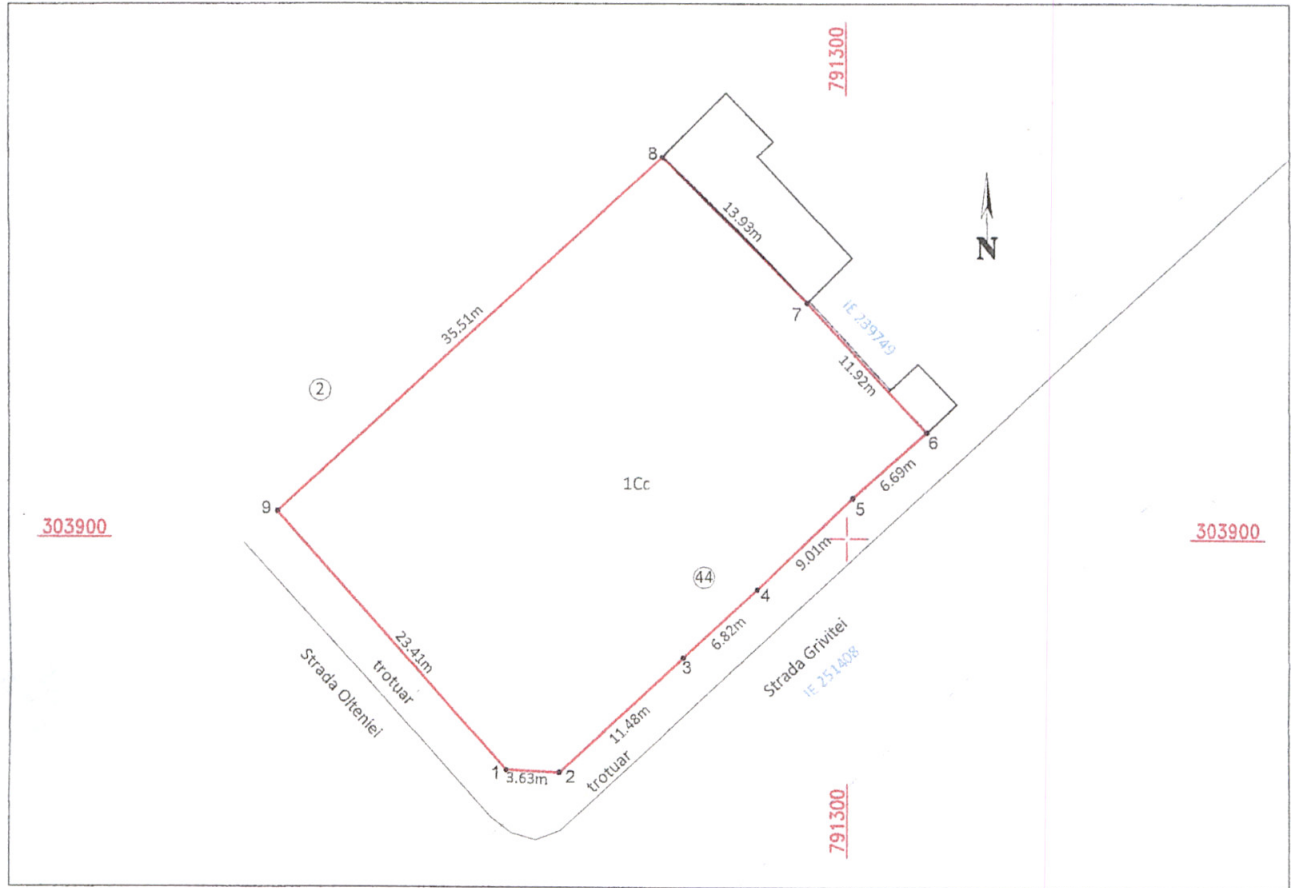 791300
8
13.93m
N
7
IE 239749
35.51m
11.92m
2
6
6.69m
1Cc
9
5
303900
303900
9.01m
44
4
6.82m
Strada Grivitei
IE 251408
23.41m
trotuar
Strada Olteniei
3
11.48m
trotuar
1
3.63m
2
791300